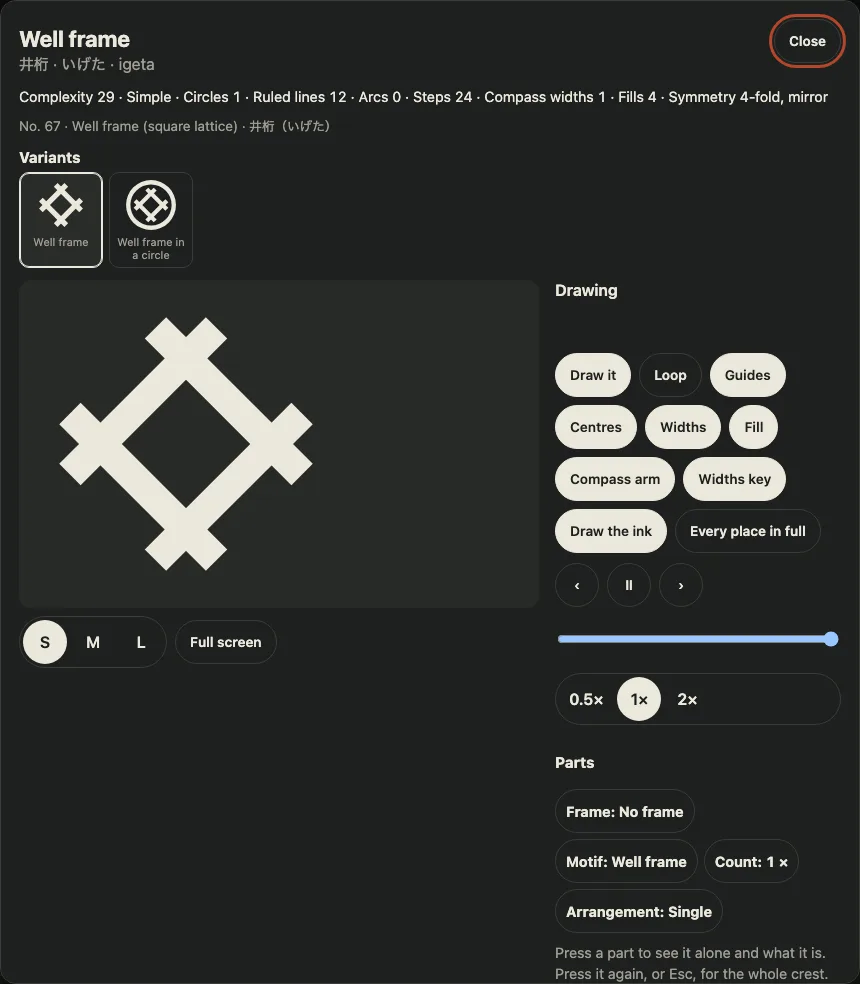 Well frame
Close
井桁 · いげた · igeta
Complexity 29 · Simple · Circles 1 · Ruled lines 12 · Arcs 0 · Steps 24 · Compass widths 1 · Fills 4 · Symmetry 4-fold, mirror
No. 67 · Well frame (square lattice) · 井桁（いげた）
Variants
Well frame
Well frame in
a circle
Drawing
Draw it
Loop
Guides
Centres
Widths
Fill
Compass arm
Widths key
Draw the ink
Every place in full
S
M
L
Full screen
0.5×
1×
2×
Parts
Frame: No frame
Motif: Well frame
Count: 1 ×
Arrangement: Single
Press a part to see it alone and what it is.
Press it again, or Esc, for the whole crest.